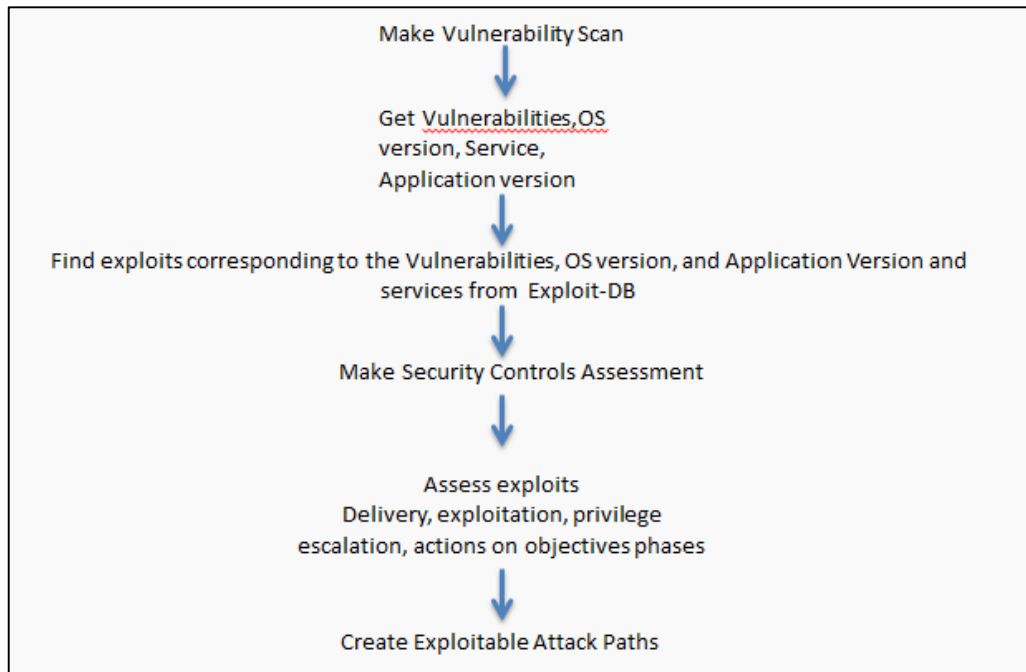 Make Vulnerability Scan
Get Vulnerabilities,OS
version, Service,
Application version
Find exploits corresponding to the Vulnerabilities, OS version, and Application Version and
services from Exploit-DB
Make Security Controls Assessment
Assess exploits
Delivery, exploitation, privilege
escalation, actions on objectives phases
Create Exploitable Attack Paths